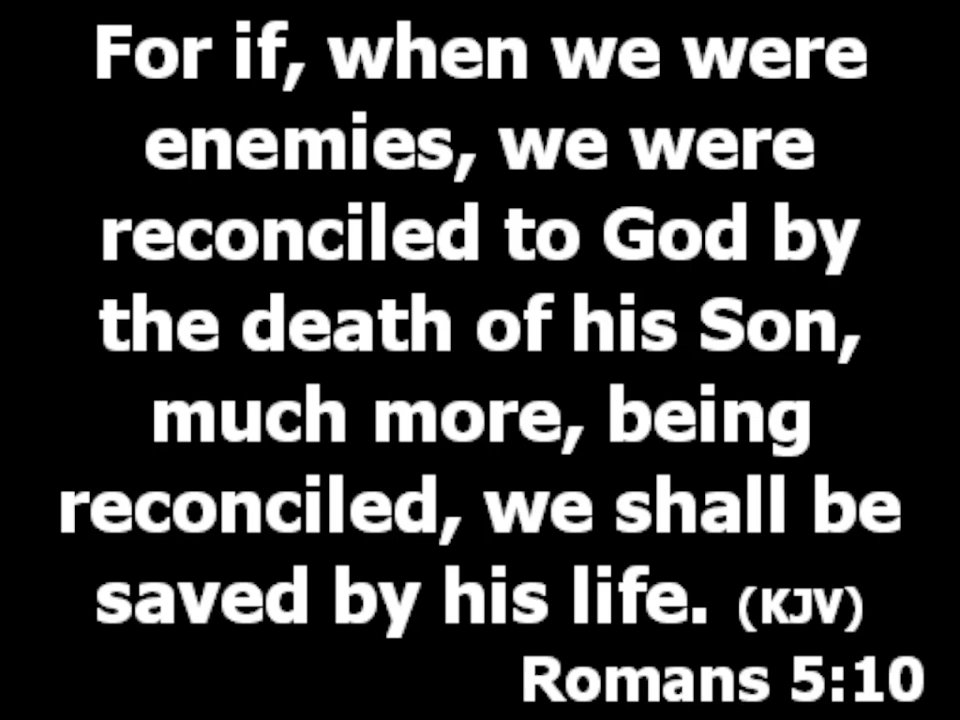 For if, when we were
enemies, we were
reconciled to God by
the death of his Son,
much more, being
reconciled, we shall be
saved by his life. (KJV)
Romans 5:10